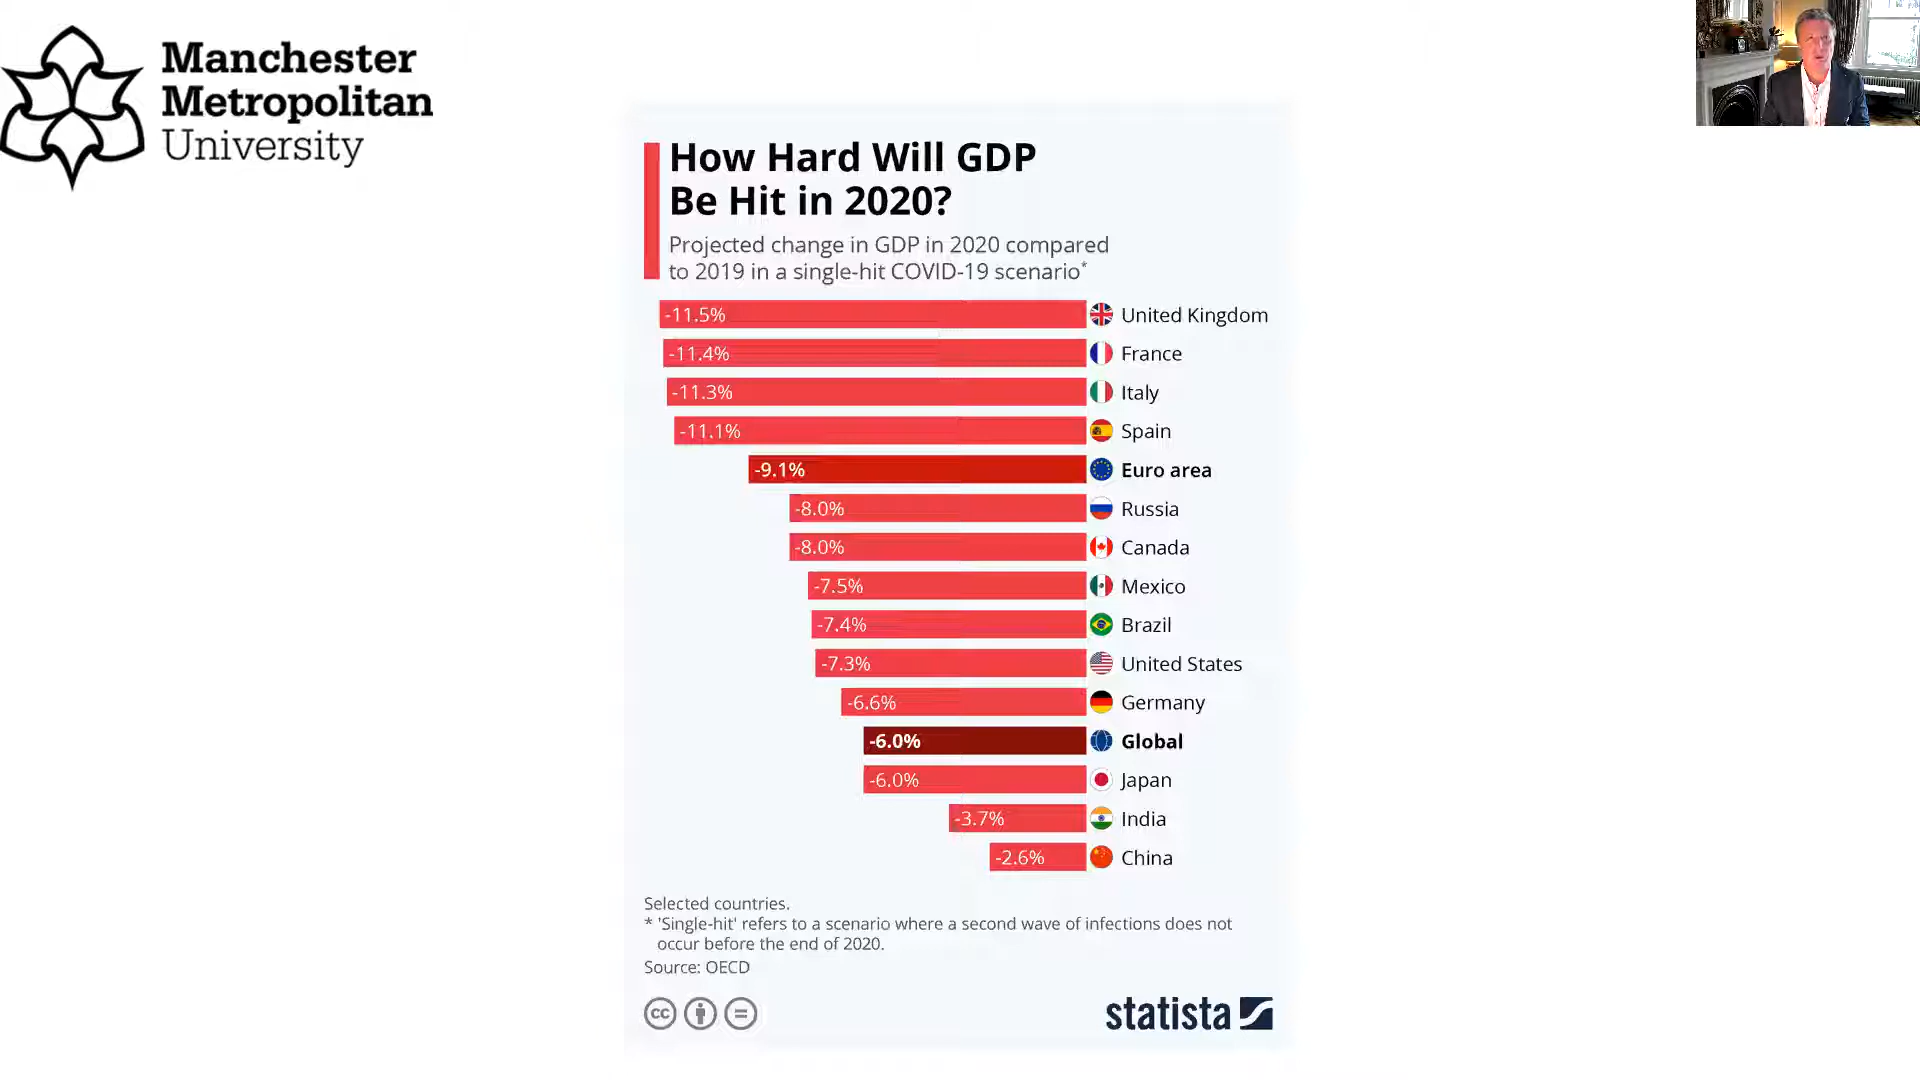 Manchester
Metropolitan
University
How Hard Will GDP
Be Hit in 2020?
Projected change in GDP in 2020 compared
to 2019 in a single-hit COVID-19 scenario*
-11.5% United Kingdom
-11.4% France
-11.3% Italy
-11.1% Spain
-9.1% Euro area
-8.0% Russia
-8.0% Canada
-7.5% Mexico
-7.4% Brazil
-7.3% United States
-6.6% Germany
-6.0% Global
-6.0% Japan
-3.7% India
-2.6% China
Selected countries.
* 'Single-hit' refers to a scenario where a second wave of infections does not
occur before the end of 2020.
Source: OECD
cc
statista